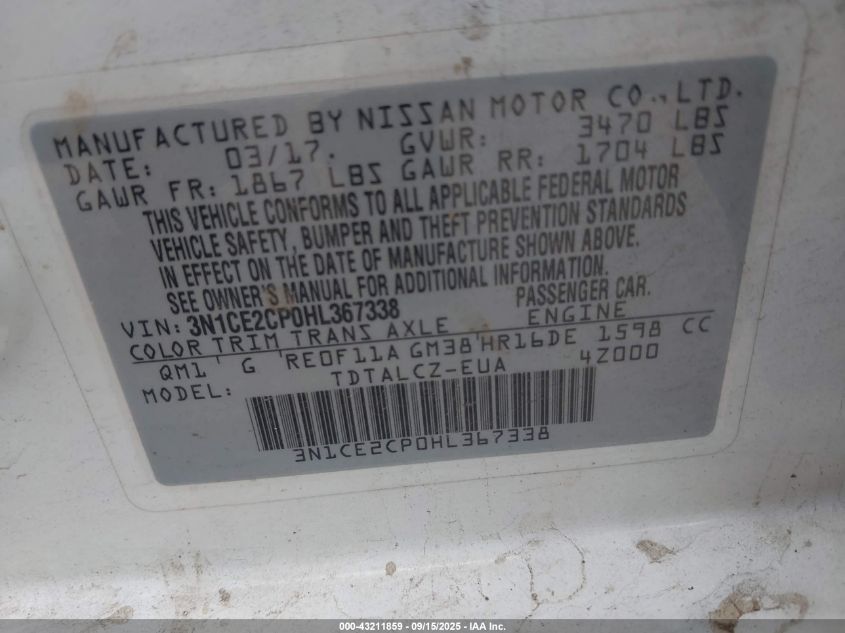 MANUFACTURED BY NISSAN MOTOR CO., LTD.
DATE: 03/17. GVWR: 3470 LBS
GAWR FR: 1867 LBS GAWR RR: 1704 LBS
THIS VEHICLE CONFORMS TO ALL APPLICABLE FEDERAL MOTOR
VEHICLE SAFETY, BUMPER AND THEFT PREVENTION STANDARDS
IN EFFECT ON THE DATE OF MANUFACTURE SHOWN ABOVE.
SEE OWNER'S MANUAL FOR ADDITIONAL INFORMATION.
VIN: 3N1CE2CP0HL367338 PASSENGER CAR.
COLOR TRIM TRANS AXLE ENGINE
QM1 ' G ' RE0F11A GM38 ' HR16DE 1598 CC
MODEL: TDTALCZ-EUA 4Z000
3N1CE2CP0HL367338
000-43211859 - 09/15/2025 - IAA Inc.